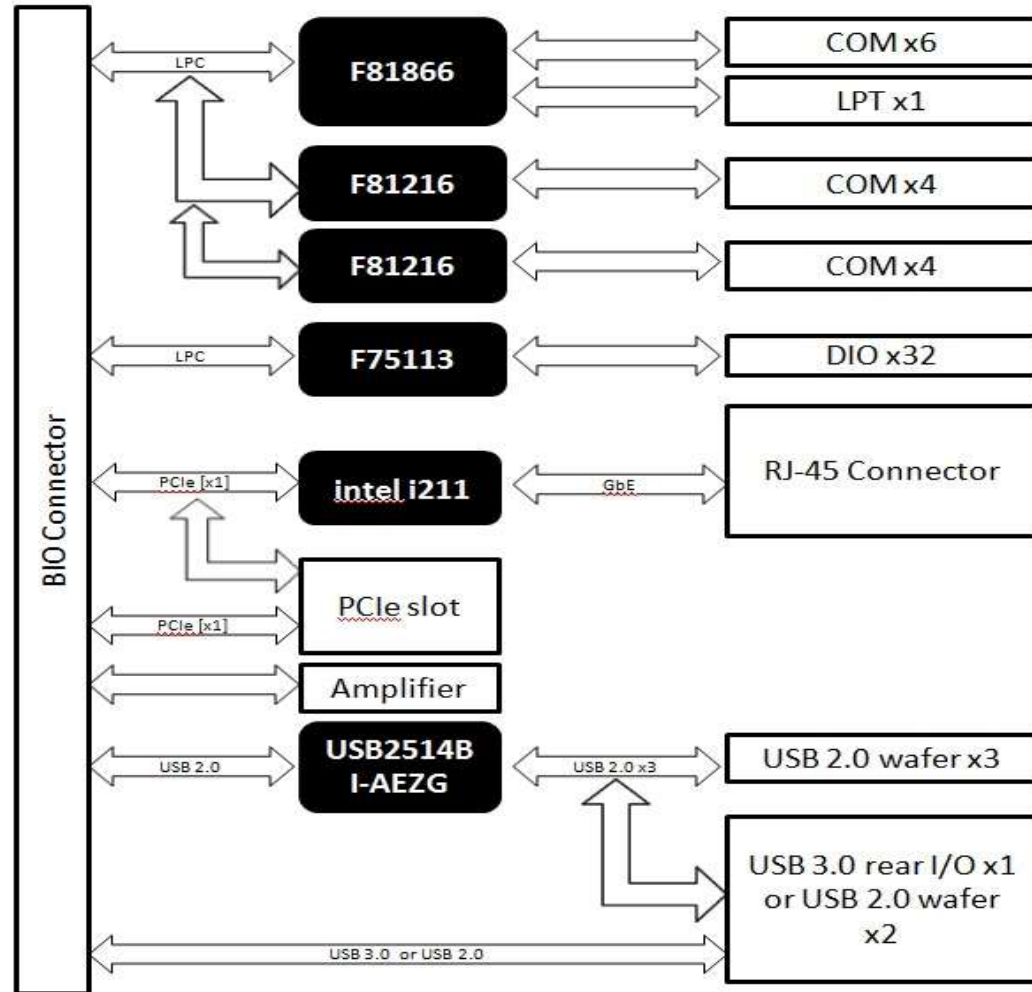 BIO Connector
LPC
F81866
COM x6
LPT x1
F81216
COM x4
F81216
COM x4
LPC
F75113
DIO x32
PCIe [x1]
intel i211
GbE
RJ-45 Connector
PCIe slot
PCIe [x1]
Amplifier
USB 2.0
USB2514B
I-AEZG
USB 2.0 x3
USB 2.0 wafer x3
USB 3.0 rear I/O x1
or USB 2.0 wafer
x2
USB 3.0 or USB 2.0